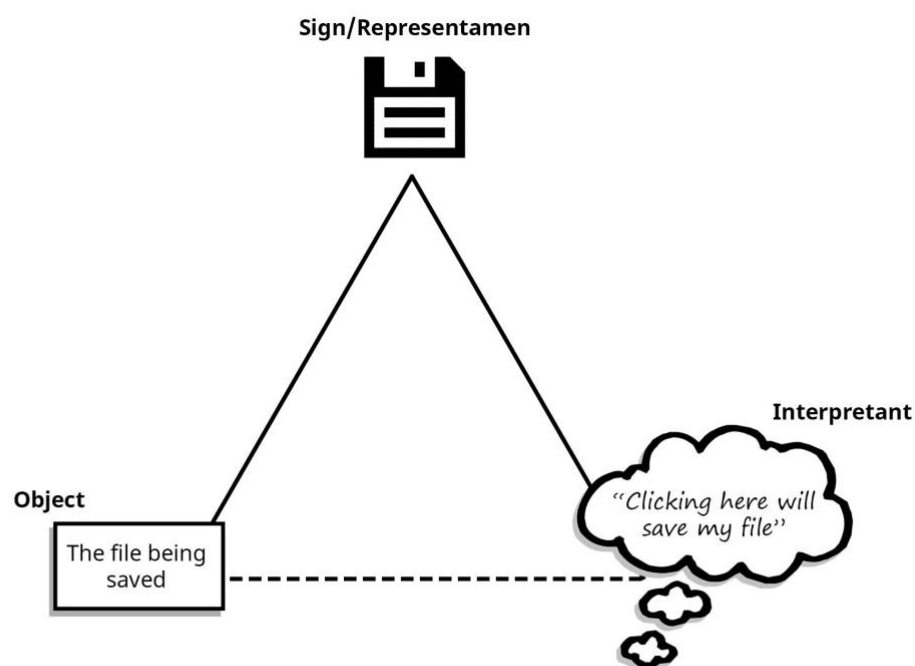 Sign/Representamen
Interpretant
“Clicking here will
save my file”
Object
The file being
saved